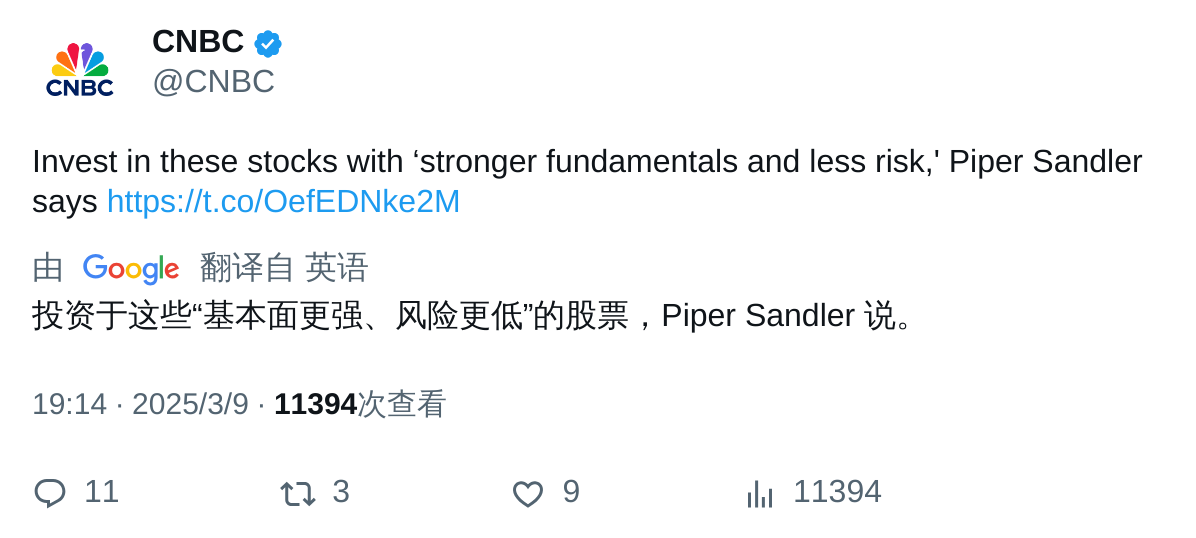 CNBC
CNBC
@CNBC
Invest in these stocks with ‘stronger fundamentals and less risk,' Piper Sandler
says https://t.co/OefEDNke2M
由 Google 翻译自 英语
投资于这些“基本面更强、风险更低”的股票，Piper Sandler 说。
19:14 · 2025/3/9 · 11394次查看
11 3 9 11394